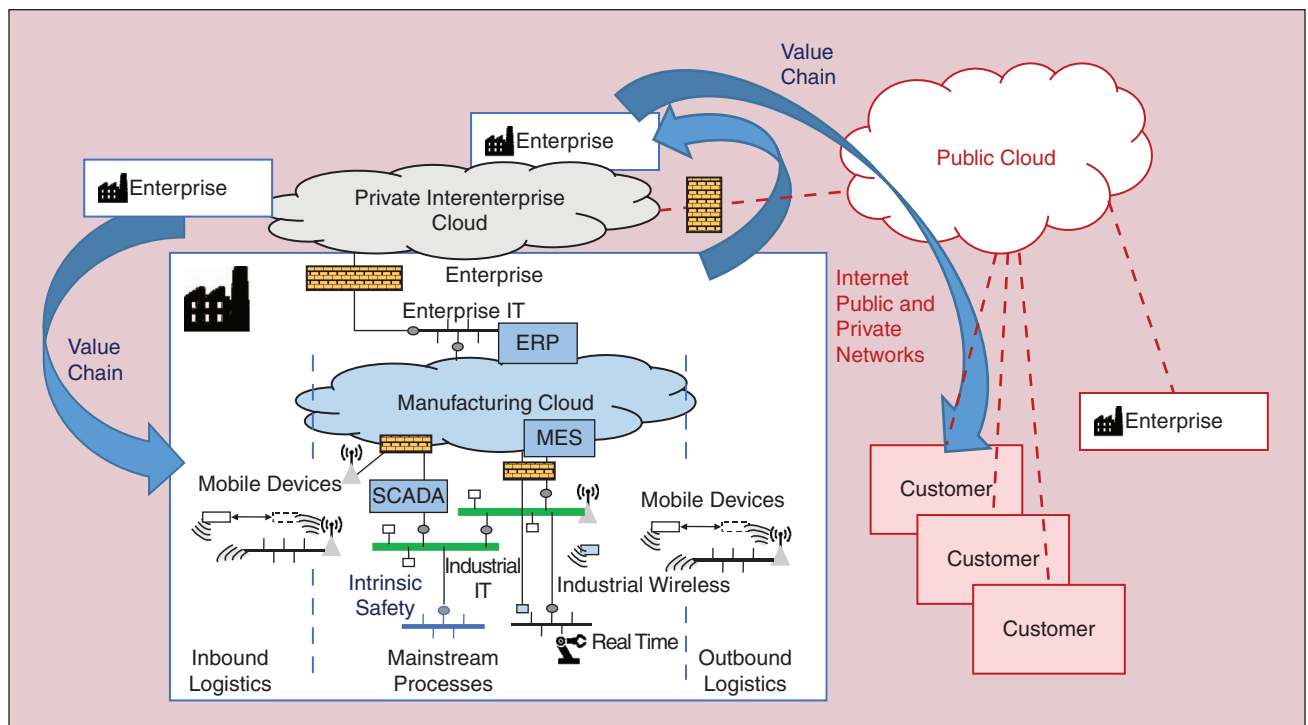 Value
Chain
Enterprise
Public Cloud
Enterprise
Private Interenterprise
Cloud
Enterprise
Internet
Public and
Private
Networks
Enterprise IT
ERP
Value
Chain
Manufacturing Cloud
MES
Enterprise
Mobile Devices
SCADA
Mobile Devices
Customer
Industrial
IT
Industrial Wireless
Intrinsic
Safety
Customer
Real Time
Customer
Inbound
Logistics
Mainstream
Processes
Outbound
Logistics